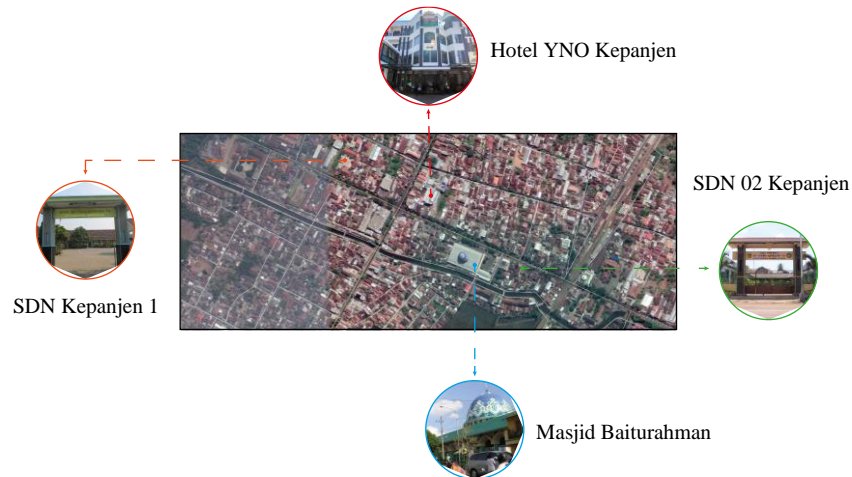 Hotel YNO Kepanjen
SDN 02 Kepanjen
SDN Kepanjen 1
Masjid Baiturahman